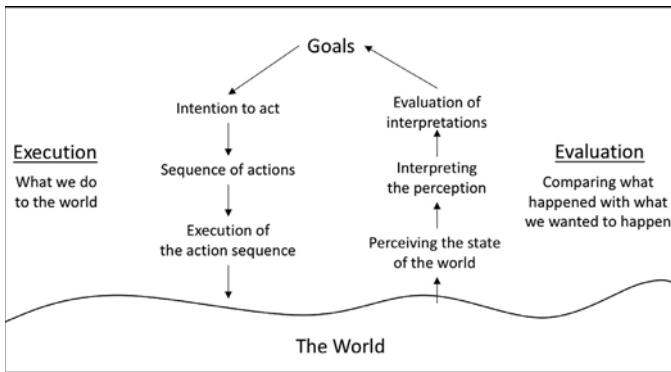 Goals
Intention to act
Sequence of actions
Execution of
the action sequence
Execution
What we do
to the world
Evaluation of
interpretations
Interpreting
the perception
Perceiving the state
of the world
Evaluation
Comparing what
happened with what
we wanted to happen
The World